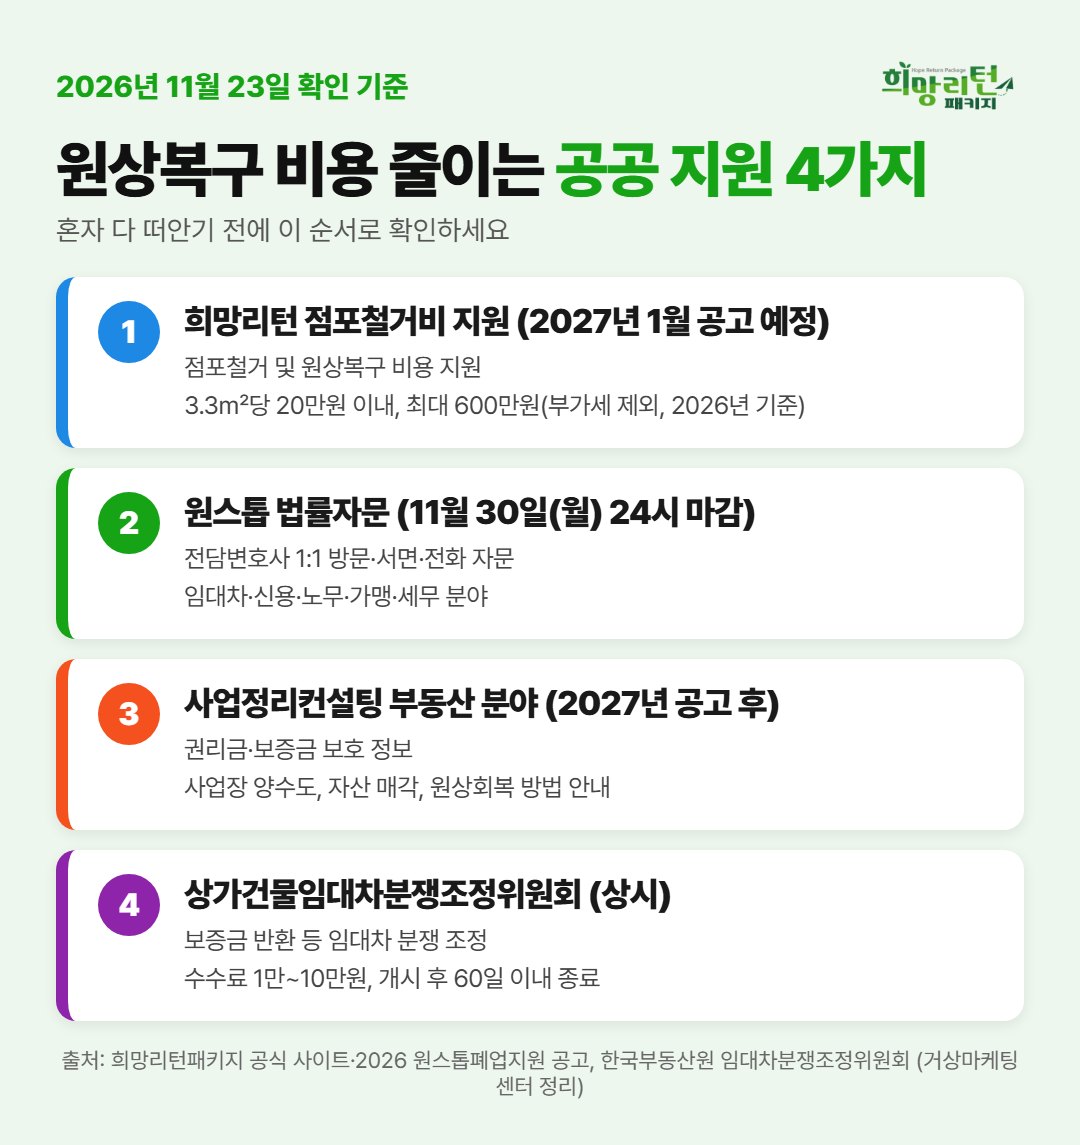 2026년 11월 23일 확인 기준
Hope Return Package
희망리턴
패키지
원상복구 비용 줄이는 공공 지원 4가지
혼자 다 떠안기 전에 이 순서로 확인하세요
1
희망리턴 점포철거비 지원 (2027년 1월 공고 예정)
점포철거 및 원상복구 비용 지원
3.3m²당 20만원 이내, 최대 600만원(부가세 제외, 2026년 기준)
2
원스톱 법률자문 (11월 30일(월) 24시 마감)
전담변호사 1:1 방문·서면·전화 자문
임대차·신용·노무·가맹·세무 분야
3
사업정리컨설팅 부동산 분야 (2027년 공고 후)
권리금·보증금 보호 정보
사업장 양수도, 자산 매각, 원상회복 방법 안내
4
상가건물임대차분쟁조정위원회 (상시)
보증금 반환 등 임대차 분쟁 조정
수수료 1만~10만원, 개시 후 60일 이내 종료
출처: 희망리턴패키지 공식 사이트·2026 원스톱폐업지원 공고, 한국부동산원 임대차분쟁조정위원회 (거상마케팅
센터 정리)